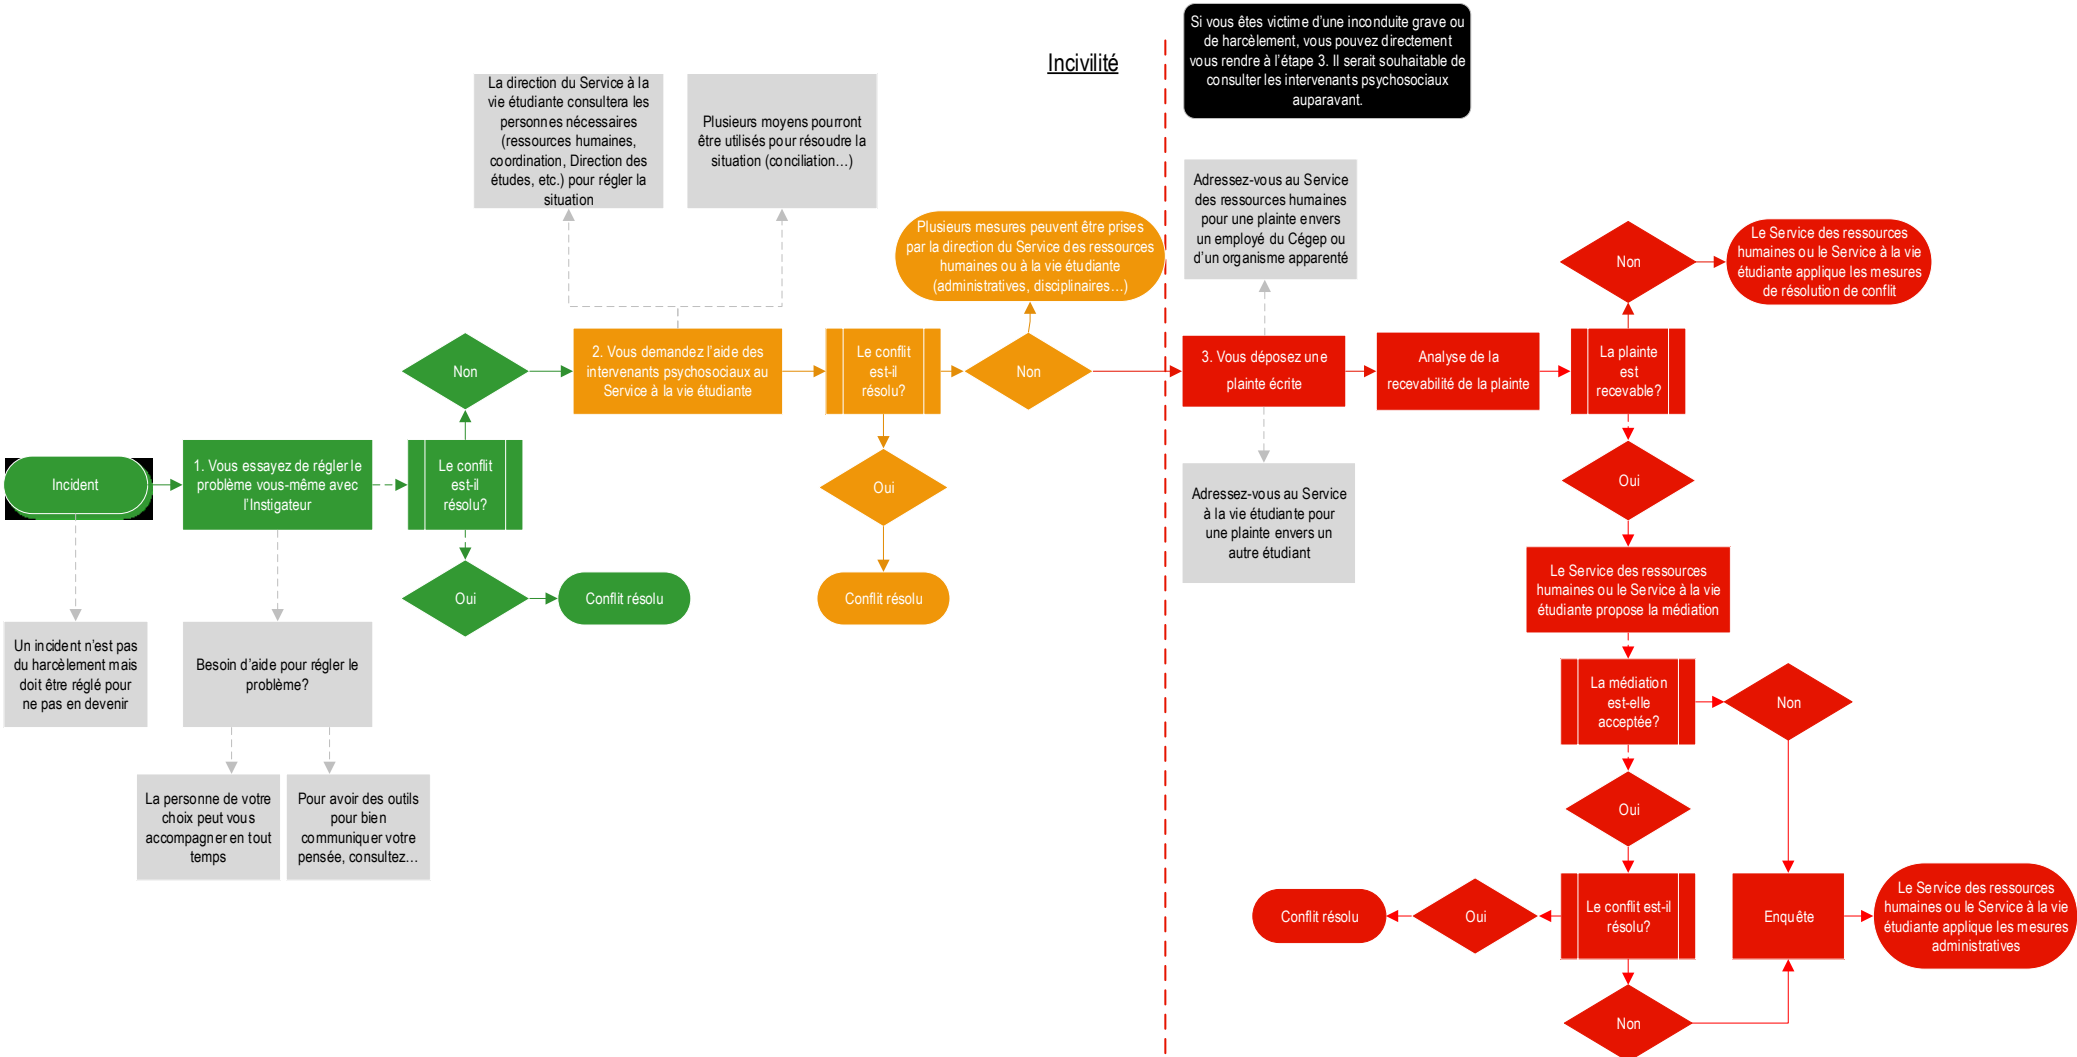 Incivilité
Si vous êtes victime d'une inconduite grave ou
de harcèlement, vous pouvez directement
vous rendre à l'étape 3. Il serait souhaitable de
consulter les intervenants psychosociaux
auparavant.
La direction du Service à la
vie étudiante consultera les
personnes nécessaires
(ressources humaines,
coordination, Direction des
études, etc.) pour régler la
situation
Plusieurs moyens pourront
être utilisés pour résoudre la
situation (conciliation…)
Plusieurs mesures peuvent être prises
par la direction du Service des ressources
humaines ou à la vie étudiante
(administratives, disciplinaires…)
Adressez-vous au Service
des ressources humaines
pour une plainte envers
un employé du Cégep ou
d'un organisme apparenté
Non
Le Service des ressources
humaines ou le Service à la vie
étudiante applique les mesures
de résolution de conflit
Non
2. Vous demandez l'aide des
intervenants psychosociaux au
Service à la vie étudiante
Le conflit
est-il
résolu?
Non
3. Vous déposez une
plainte écrite
Analyse de la
recevabilité de la plainte
La plainte
est
recevable?
Incident
1. Vous essayez de régler le
problème vous-même avec
l'Instigateur
Le conflit
est-il
résolu?
Oui
Oui
Adressez-vous au Service
à la vie étudiante pour
une plainte envers un
autre étudiant
Oui
Conflit résolu
Conflit résolu
Le Service des ressources
humaines ou le Service à la vie
étudiante propose la médiation
Un incident n'est pas
du harcèlement mais
doit être réglé pour
ne pas en devenir
Besoin d'aide pour régler le
problème?
La médiation
est-elle
acceptée?
Non
La personne de votre
choix peut vous
accompagner en tout
temps
Pour avoir des outils
pour bien
communiquer votre
pensée, consultez…
Oui
Conflit résolu
Oui
Le conflit est-il
résolu?
Enquête
Le Service des ressources
humaines ou le Service à la vie
étudiante applique les mesures
administratives
Non